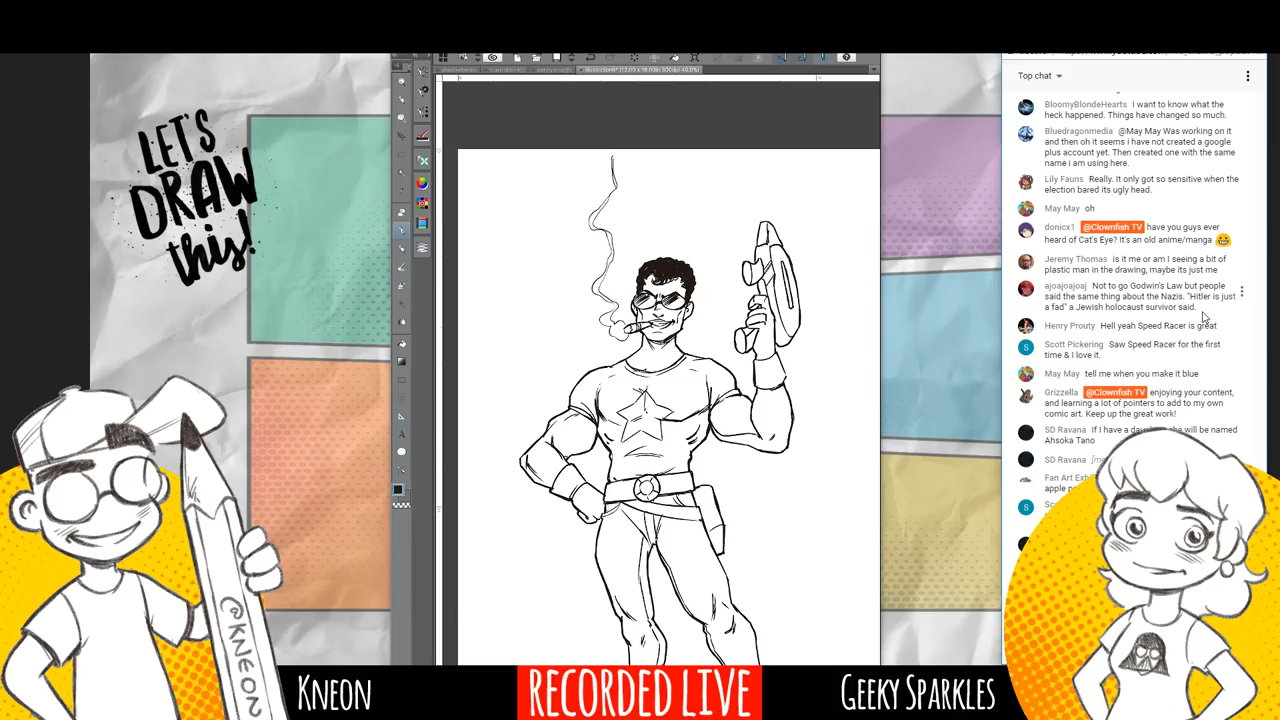 LET'S
DRAW
this!
Top chat
BloomyBlondeHearts I want to know what the
heck happened. Things have changed so much.
Bluedragonmedia @May May Was working on it
and then oh it seems i have not created a google
plus account yet. Then created one with the same
name i am using here.
Lily Fauns Really. It only got so sensitive when the
election bared its ugly head.
May May oh
donicx1 @Clownfish TV have you guys ever
heard of Cat's Eye? It's an old anime/manga
Jeremy Thomas is it me or am I seeing a bit of
plastic man in the drawing, maybe its just me
ajoajoajoaj Not to go Godwin's Law but people
said the same thing about the Nazis. "Hitler is just
a fad" a Jewish holocaust survivor said.
Henry Prouty Hell yeah Speed Racer is great
Scott Pickering Saw Speed Racer for the first
time & I love it.
May May tell me when you make it blue
Grizzella @Clownfish TV enjoying your content,
and learning a lot of pointers to add to my own
comic art. Keep up the great work!
SD Ravana If I have a she will be named
Ahsoka Tano
SD Ravana
Fan Art
apple
@KNEON
KNEON
RECORDED LIVE
GEEKY SPARKLES